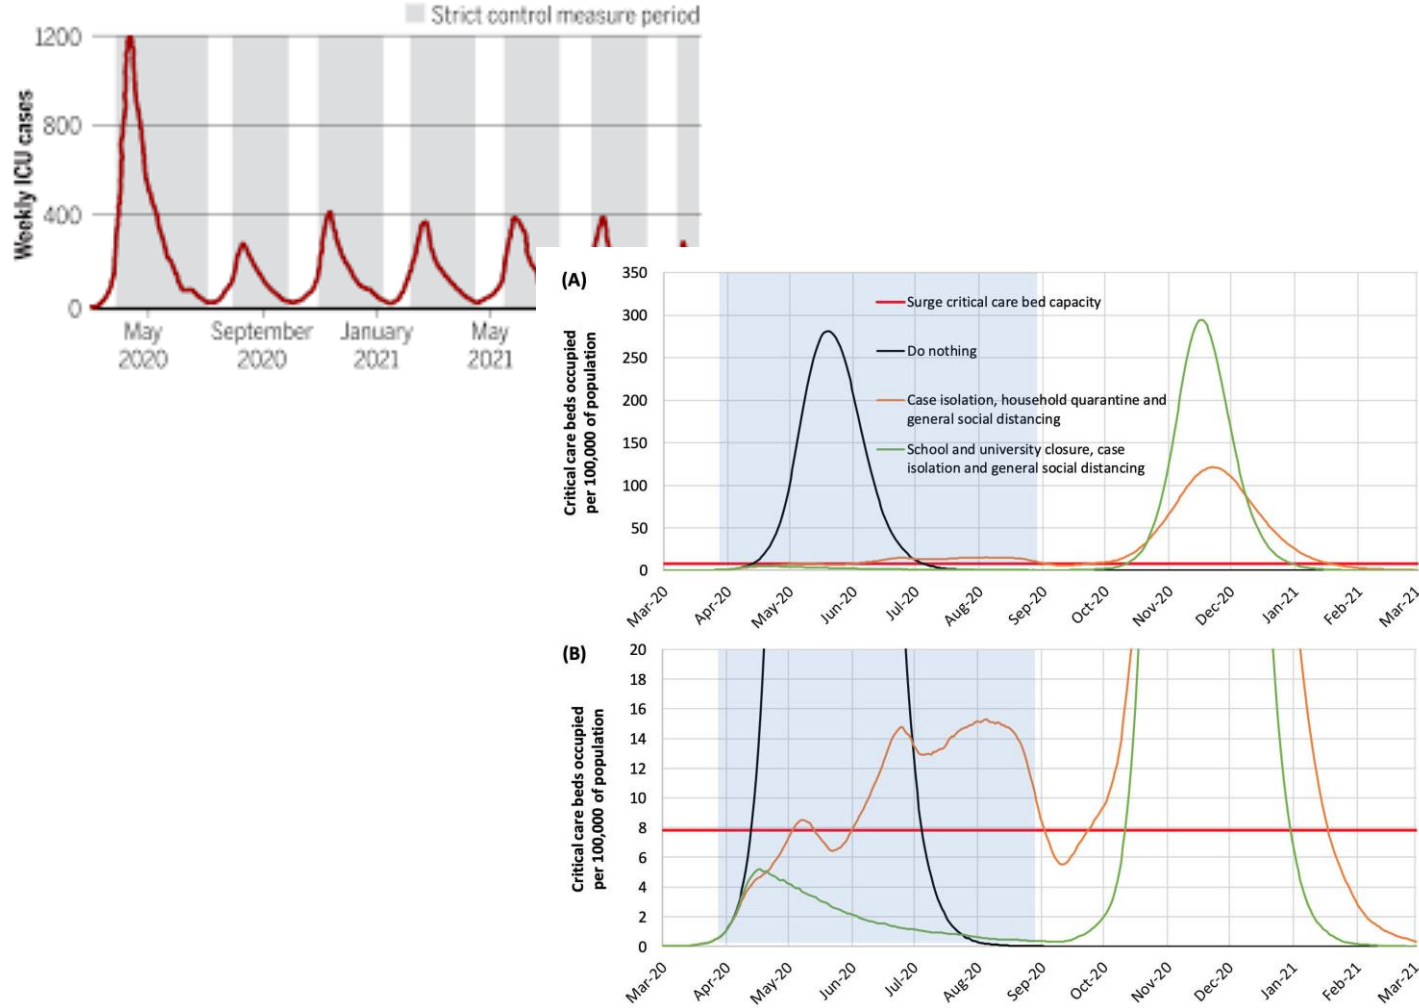 Strict control measure period
1200
800
400
0
Weekly ICU cases
May
2020
September
2020
January
2021
May
2021
(A)
Critical care beds occupied
per 100,000 of population
350
300
250
200
150
100
50
0
Surge critical care bed capacity
Do nothing
Case isolation, household quarantine and
general social distancing
School and university closure, case
isolation and general social distancing
Mar-20
Apr-20
May-20
Jun-20
Jul-20
Aug-20
Sep-20
Oct-20
Nov-20
Dec-20
Jan-21
Feb-21
Mar-21
(B)
Critical care beds occupied
per 100,000 of population
20
18
16
14
12
10
8
6
4
2
0
Mar-20
Apr-20
May-20
Jun-20
Jul-20
Aug-20
Sep-20
Oct-20
Nov-20
Dec-20
Jan-21
Feb-21
Mar-21